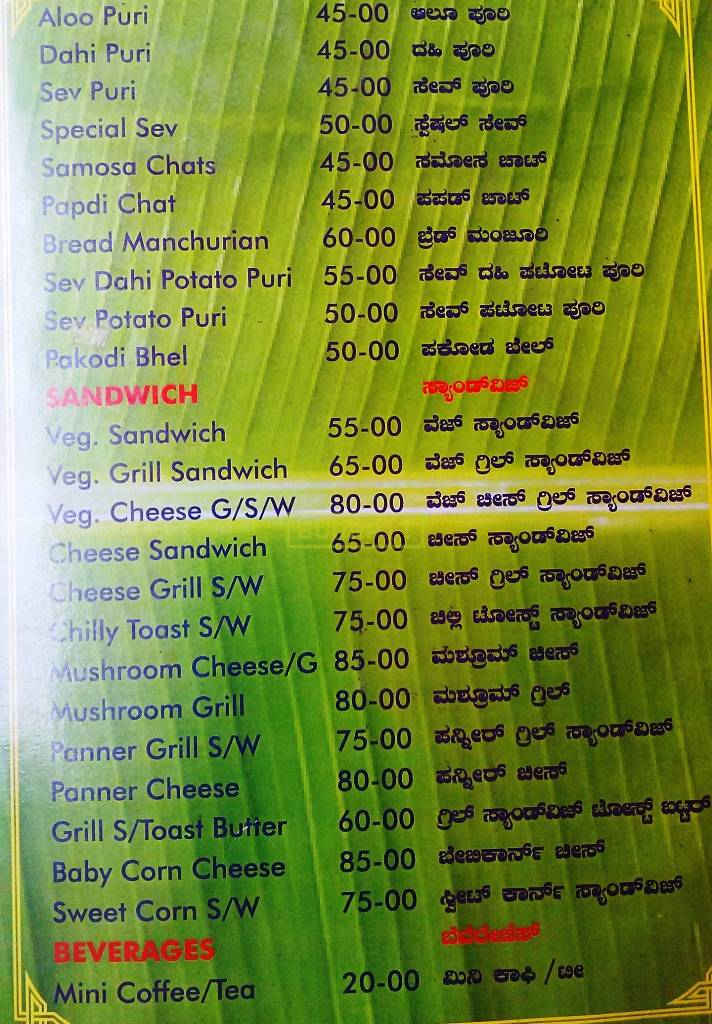 Aloo Puri 45-00 ಆಲೂ ಪೂರಿ
Dahi Puri 45-00 ದಹಿ ಪೂರಿ
Sev Puri 45-00 ಸೇವ್ ಪೂರಿ
Special Sev 50-00 ಸ್ಪೆಷಲ್ ಸೇವ್
Samosa Chats 45-00 ಸಮೋಸ ಚಾಟ್
Papdi Chat 45-00 ಪಪಡ್ ಚಾಟ್
Bread Manchurian 60-00 ಬ್ರೆಡ್ ಮಂಚೂರಿ
Sev Dahi Potato Puri 55-00 ಸೇವ್ ದಹಿ ಪಟೋಟ ಪೂರಿ
Sev Potato Puri 50-00 ಸೇವ್ ಪಟೋಟ ಪೂರಿ
Pakodi Bhel 50-00 ಪಕೋಡ ಬೇಲ್
SANDWICH ಸ್ಯಾಂಡ್‌ವಿಜ್
Veg. Sandwich 55-00 ವೆಜ್ ಸ್ಯಾಂಡ್‌ವಿಜ್
Veg. Grill Sandwich 65-00 ವೆಜ್ ಗ್ರಿಲ್ ಸ್ಯಾಂಡ್‌ವಿಜ್
Veg. Cheese G/S/W 80-00 ವೆಜ್ ಚೀಸ್ ಗ್ರಿಲ್ ಸ್ಯಾಂಡ್‌ವಿಜ್
Cheese Sandwich 65-00 ಚೀಸ್ ಸ್ಯಾಂಡ್‌ವಿಜ್
Cheese Grill S/W 75-00 ಚೀಸ್ ಗ್ರಿಲ್ ಸ್ಯಾಂಡ್‌ವಿಜ್
Chilly Toast S/W 75-00 ಚಿಲ್ಲಿ ಟೋಸ್ಟ್ ಸ್ಯಾಂಡ್‌ವಿಜ್
Mushroom Cheese/G 85-00 ಮಶ್ರೂಮ್ ಚೀಸ್
Mushroom Grill 80-00 ಮಶ್ರೂಮ್ ಗ್ರಿಲ್
Panner Grill S/W 75-00 ಪನ್ನೀರ್ ಗ್ರಿಲ್ ಸ್ಯಾಂಡ್‌ವಿಜ್
Panner Cheese 80-00 ಪನ್ನೀರ್ ಚೀಸ್
Grill S/Toast Butter 60-00 ಗ್ರಿಲ್ ಸ್ಯಾಂಡ್‌ವಿಜ್ ಟೋಸ್ಟ್ ಬಟ್ಟರ್
Baby Corn Cheese 85-00 ಬೇಬಿಕಾರ್ನ್ ಚೀಸ್
Sweet Corn S/W 75-00 ಸ್ವೀಟ್ ಕಾರ್ನ್ ಸ್ಯಾಂಡ್‌ವಿಜ್
BEVERAGES ಬೆವೆರೇಜೆಸ್
Mini Coffee/Tea 20-00 ಮಿನಿ ಕಾಫಿ / ಟೀ